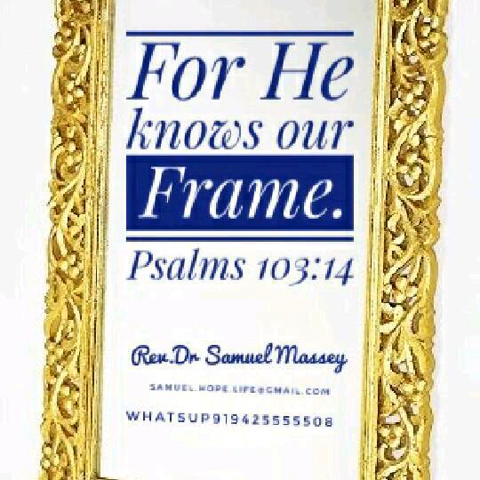 For He
knows our
Frame.
Psalms 103:14
Rev.Dr Samuel Massey
SAMUEL.HOPE.LIFE@GMAIL.COM
WHATSUP919425555508